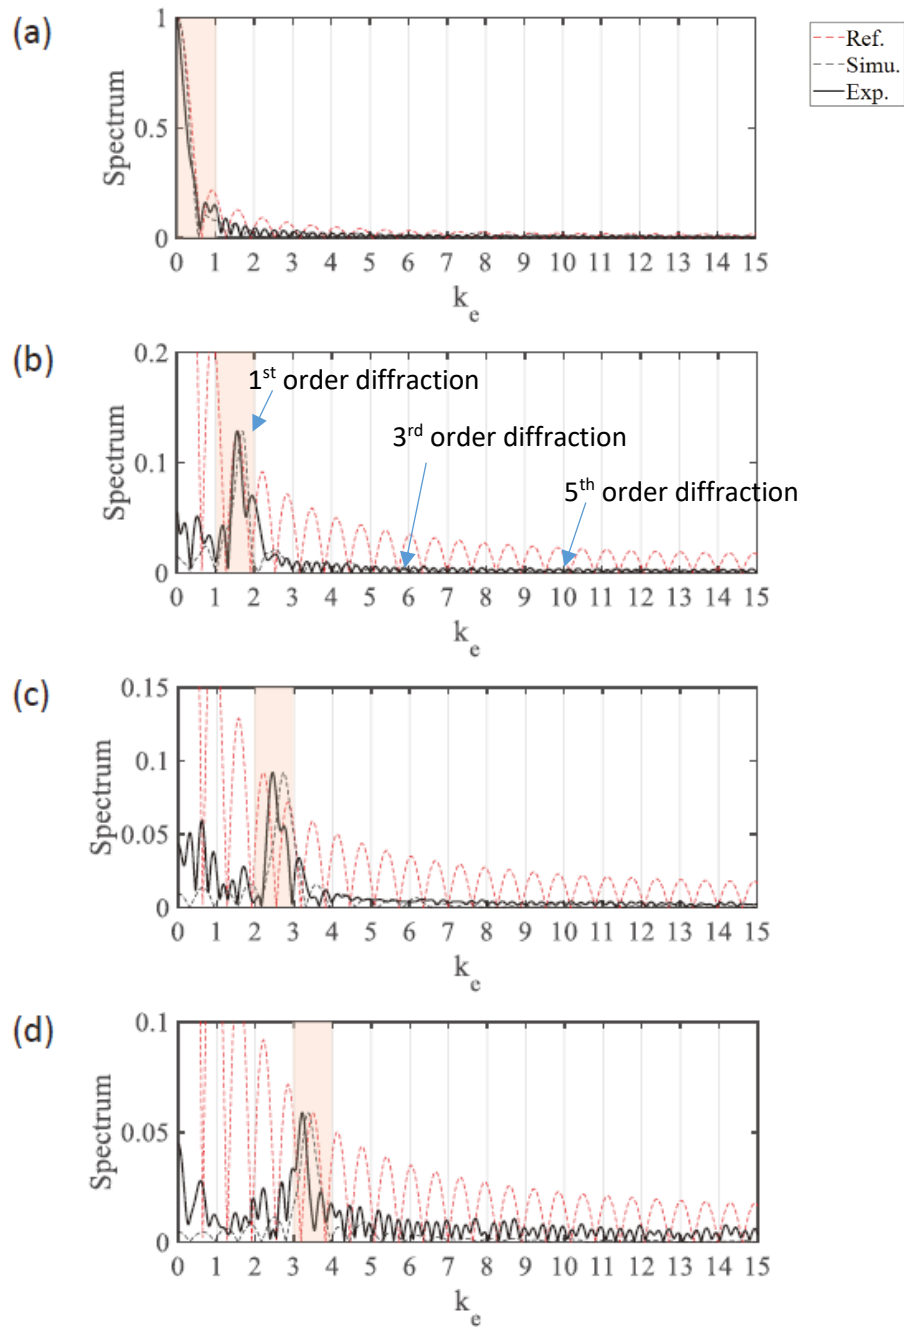 (a)
1
0.5
0
Spectrum
0 1 2 3 4 5 6 7 8 9 10 11 12 13 14 15
k_e
Ref.
Simu.
Exp.
(b)
0.2
0.1
0
Spectrum
1st order diffraction
3rd order diffraction
5th order diffraction
0 1 2 3 4 5 6 7 8 9 10 11 12 13 14 15
k_e
(c)
0.15
0.1
0.05
0
Spectrum
0 1 2 3 4 5 6 7 8 9 10 11 12 13 14 15
k_e
(d)
0.1
0.05
0
Spectrum
0 1 2 3 4 5 6 7 8 9 10 11 12 13 14 15
k_e